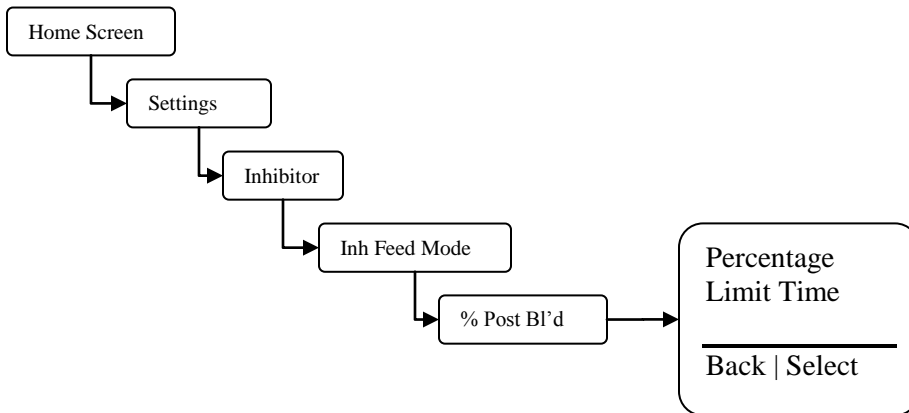 Home Screen
Settings
Inhibitor
Inh Feed Mode
% Post Bl’d
Percentage
Limit Time
Back | Select